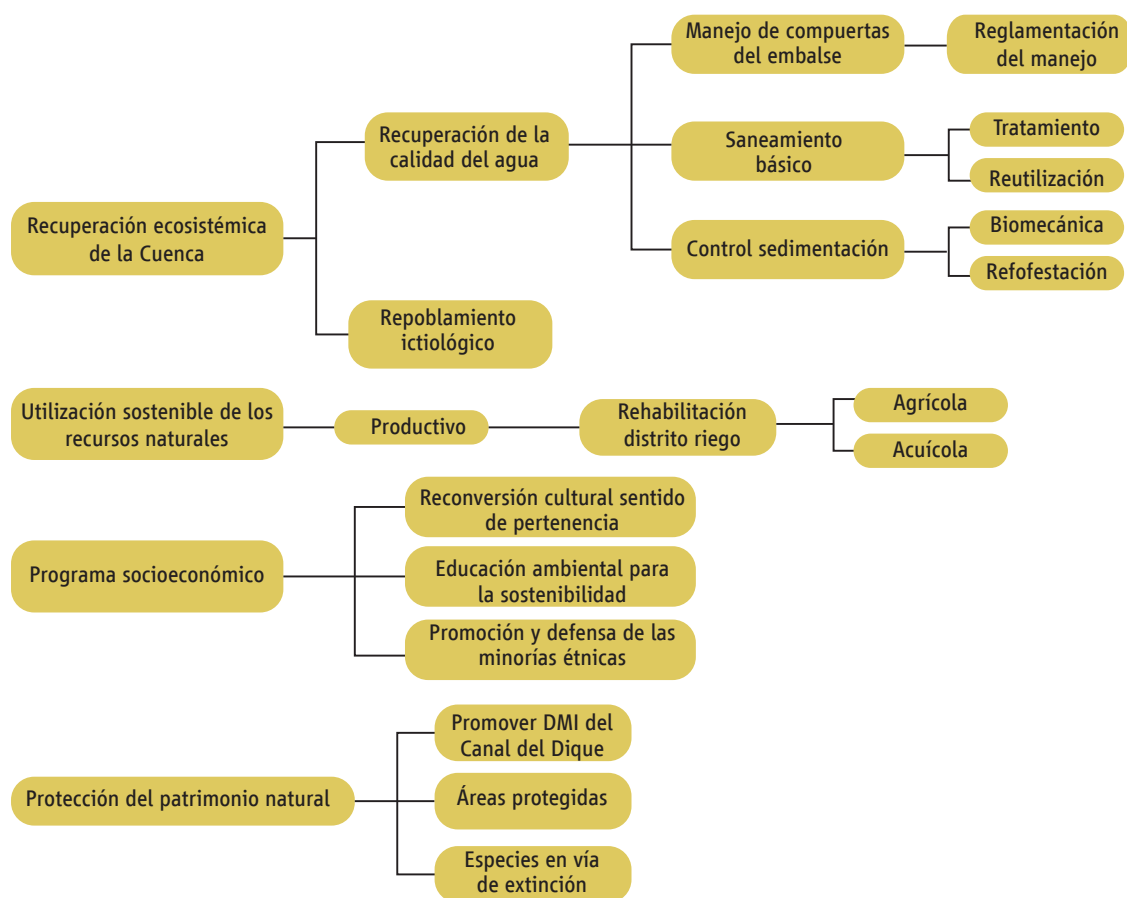 Manejo de compuertas
del embalse
Reglamentación
del manejo
Recuperación de la
calidad del agua
Saneamiento
básico
Tratamiento
Reutilización
Recuperación ecosistémica
de la Cuenca
Control sedimentación
Biomecánica
Refofestación
Repoblamiento
ictiológico
Utilización sostenible de los
recursos naturales
Productivo
Rehabilitación
distrito riego
Agrícola
Acuícola
Reconversión cultural sentido
de pertenencia
Programa socioeconómico
Educación ambiental para
la sostenibilidad
Promoción y defensa de las
minorías étnicas
Promover DMI del
Canal del Dique
Protección del patrimonio natural
Áreas protegidas
Especies en vía
de extinción